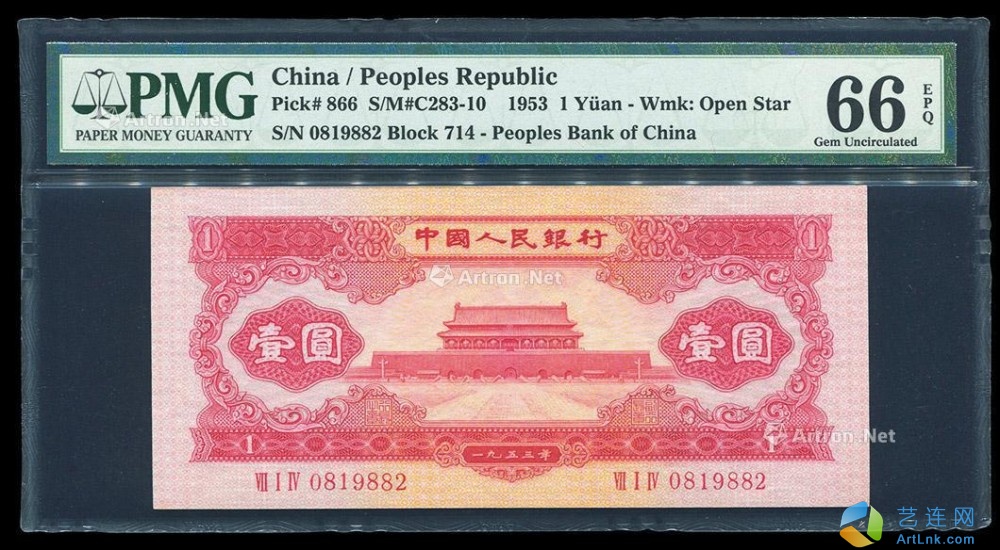 PMG
PAPER MONEY GUARANTY
China / Peoples Republic
Pick# 866 S/M#C283-10 1953 1 Yüan - Wmk: Open Star
S/N 0819882 Block 714 - Peoples Bank of China
66 EPQ
Gem Uncirculated
1 中國人民銀行 1
Artron.Net
Artron.Net
壹圓 壹圓
Artron.Net
1 一九五三年 1
VII I IV 0819882 VII I IV 0819882
艺连网
ArtLnk.com